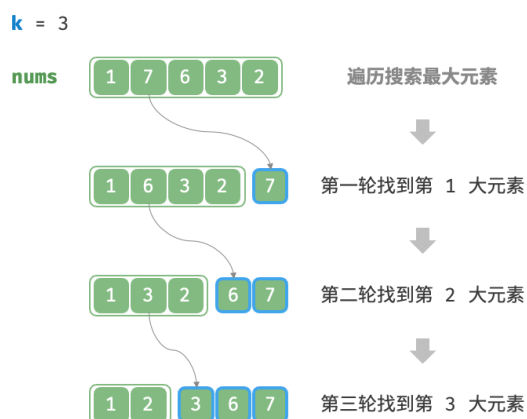 k = 3
nums 1 7 6 3 2 遍历搜索最大元素
1 6 3 2 7 第一轮找到第 1 大元素
1 3 2 6 7 第二轮找到第 2 大元素
1 2 3 6 7 第三轮找到第 3 大元素